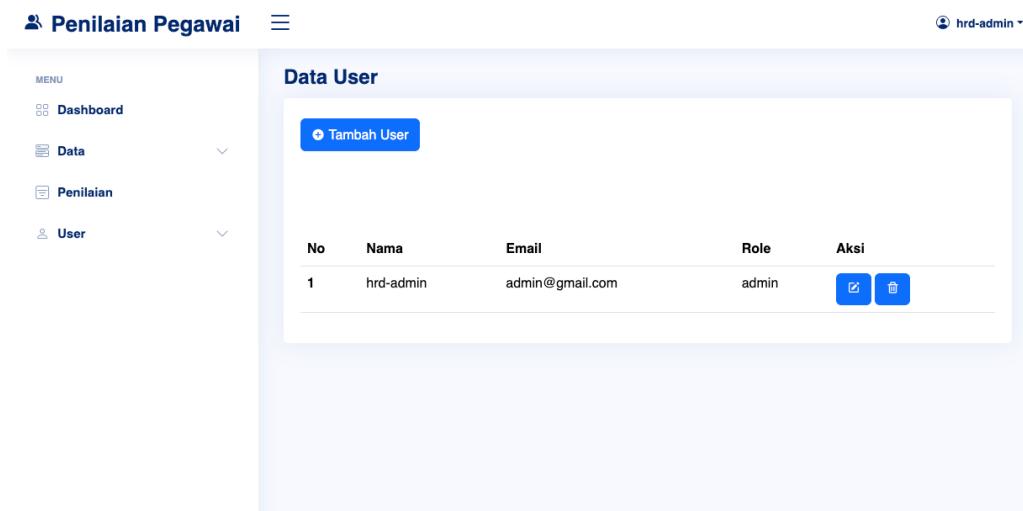 Penilaian Pegawai
hrd-admin
MENU
Dashboard
Data
Penilaian
User
Data User
Tambah User
No Nama Email Role Aksi
1 hrd-admin admin@gmail.com admin